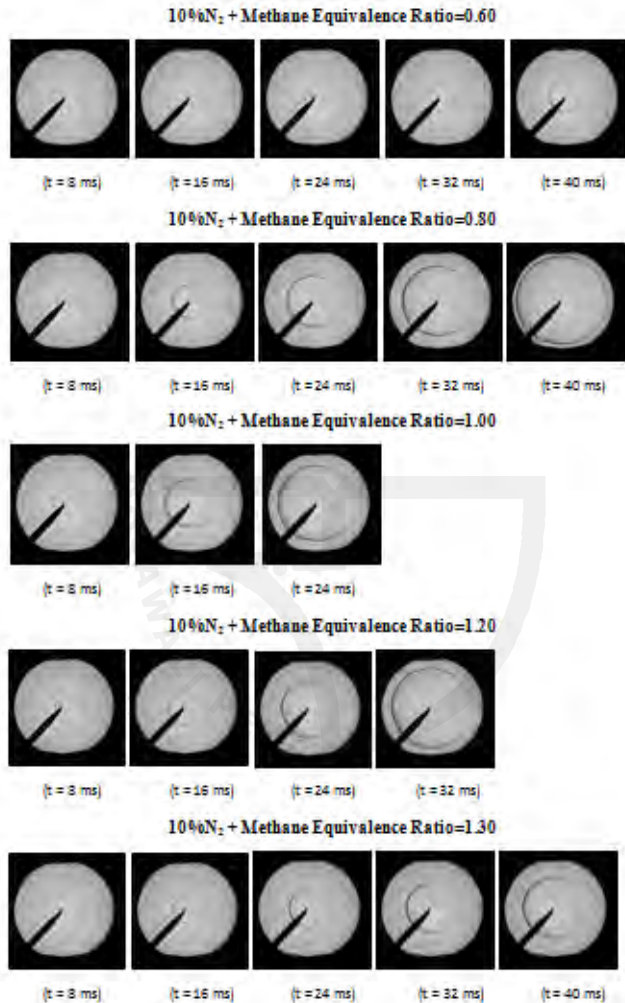 10%N₂ + Methane Equivalence Ratio=0.60
(t = 8 ms) (t = 16 ms) (t = 24 ms) (t = 32 ms) (t = 40 ms)
10%N₂ + Methane Equivalence Ratio=0.80
(t = 8 ms) (t = 16 ms) (t = 24 ms) (t = 32 ms) (t = 40 ms)
10%N₂ + Methane Equivalence Ratio=1.00
(t = 8 ms) (t = 16 ms) (t = 24 ms)
10%N₂ + Methane Equivalence Ratio=1.20
(t = 8 ms) (t = 16 ms) (t = 24 ms) (t = 32 ms)
10%N₂ + Methane Equivalence Ratio=1.30
(t = 8 ms) (t = 16 ms) (t = 24 ms) (t = 32 ms) (t = 40 ms)